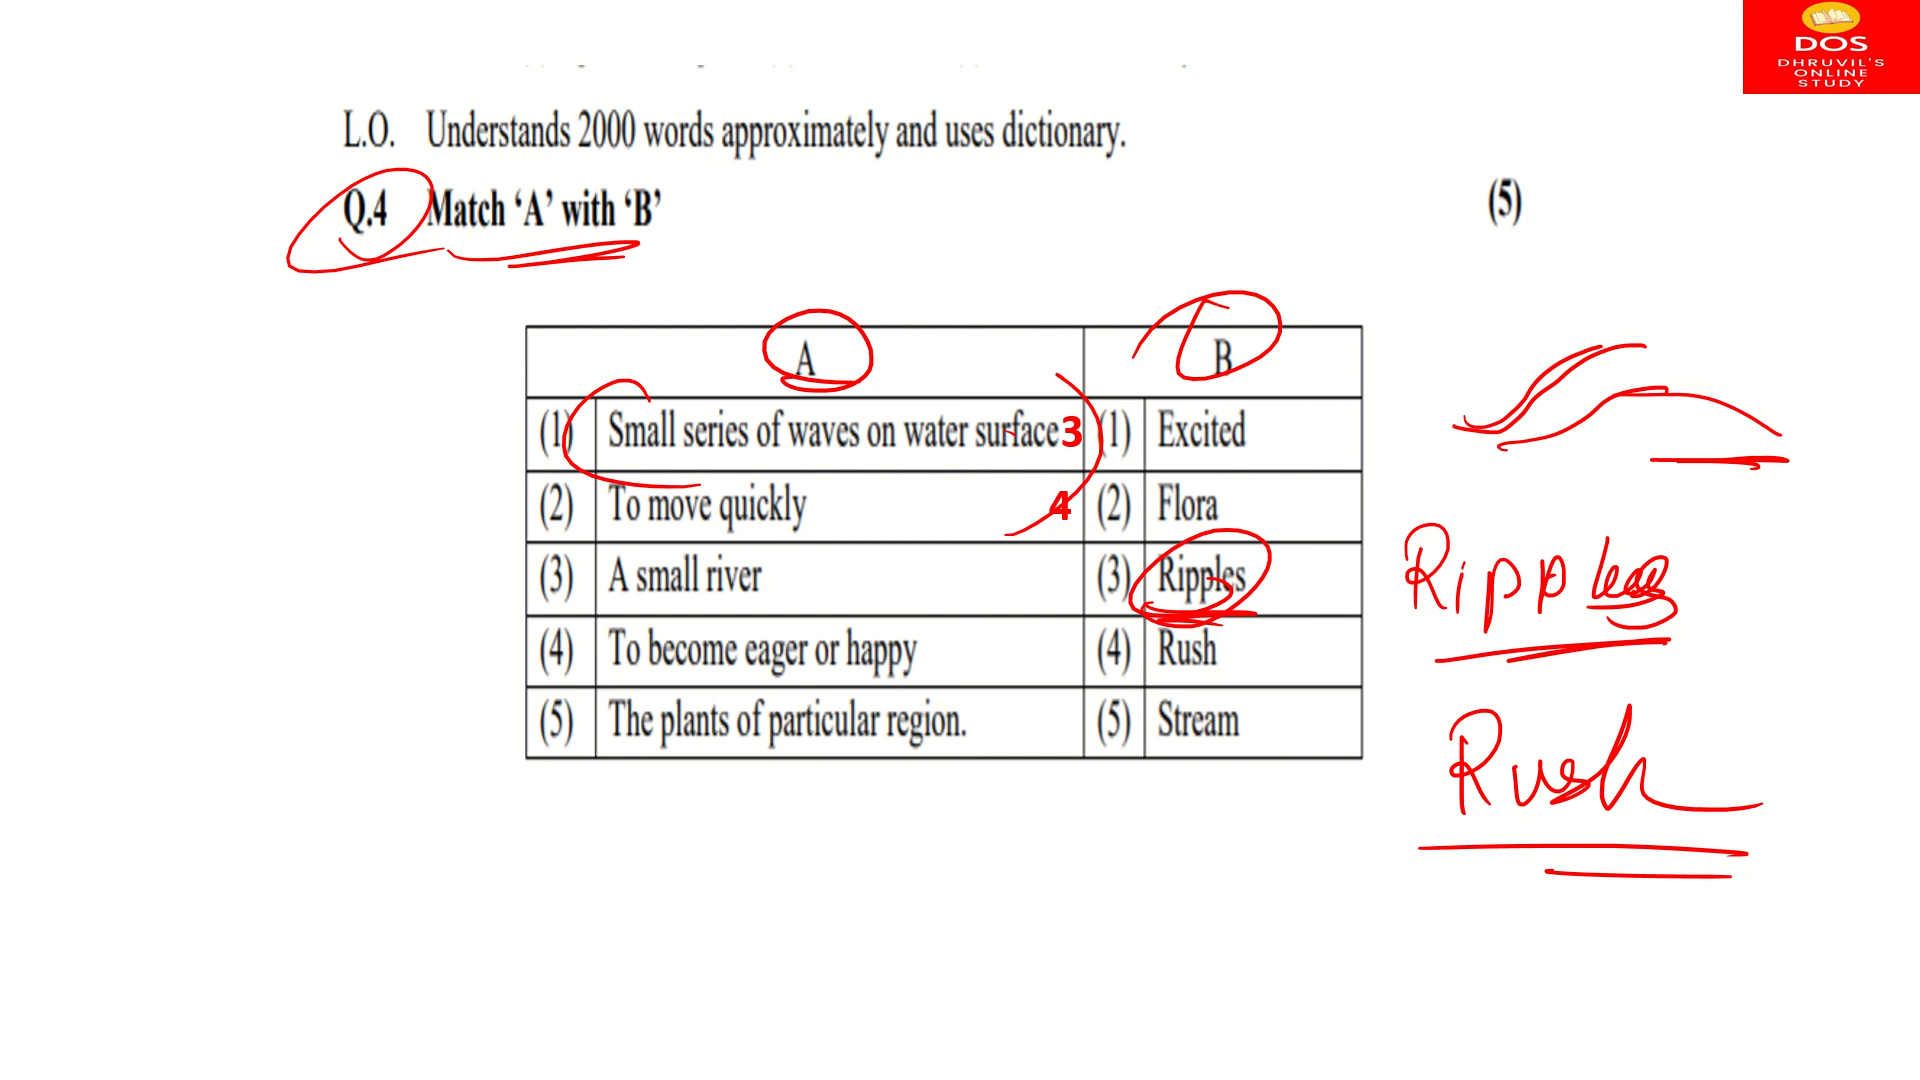 DOS
DHRUVIL'S
ONLINE
STUDY
L.O. Understands 2000 words approximately and uses dictionary.
Q.4 Match ‘A’ with ‘B’ (5)
A B
(1) Small series of waves on water surface 3 (1) Excited
(2) To move quickly 4 (2) Flora
(3) A small river (3) Ripples
(4) To become eager or happy (4) Rush
(5) The plants of particular region. (5) Stream
Ripples
Rush